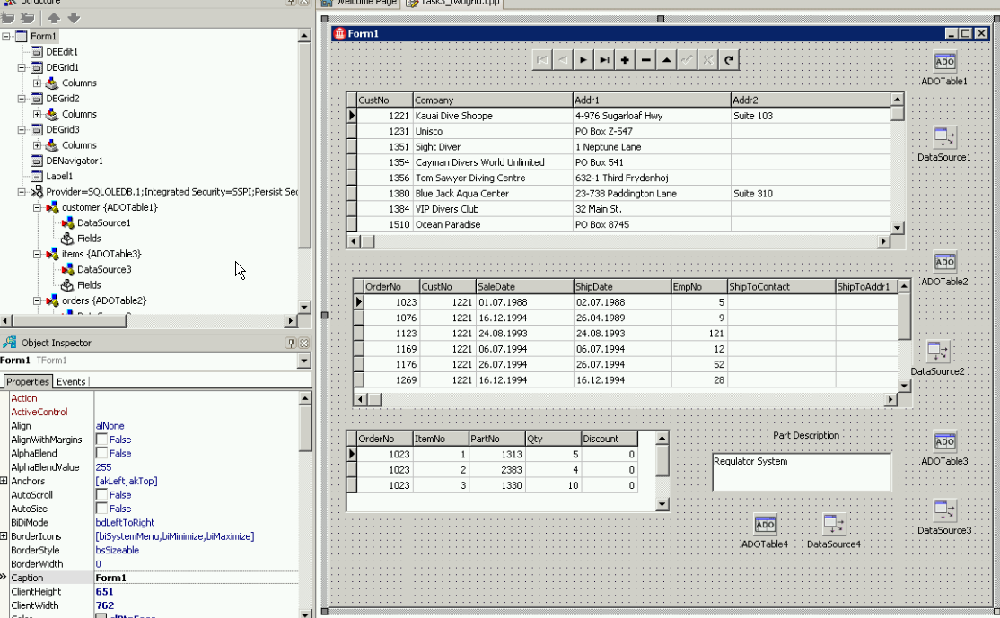 Structure
Form1
DBEdit1
DBGrid1
Columns
DBGrid2
Columns
DBGrid3
Columns
DBNavigator1
Label1
Provider=SQLOLEDB.1;Integrated Security=SSPI;Persist Sec
customer {ADOTable1}
DataSource1
Fields
items {ADOTable3}
DataSource3
Fields
orders {ADOTable2}
Object Inspector
Form1 TForm1
Properties Events
Action
ActiveControl
Align alNone
AlignWithMargins False
AlphaBlend False
AlphaBlendValue 255
Anchors [akLeft,akTop]
AutoScroll False
AutoSize False
BiDiMode bdLeftToRight
BorderIcons [biSystemMenu,biMinimize,biMaximize]
BorderStyle bsSizeable
BorderWidth 0
Caption Form1
ClientHeight 651
ClientWidth 762
Color clBtnFace
Welcome Page Task3_twogrid.cpp
Form1
ADO
ADOTable1
CustNo Company Addr1 Addr2
1221 Kauai Dive Shoppe 4-976 Sugarloaf Hwy Suite 103
1231 Unisco PO Box Z-547
1351 Sight Diver 1 Neptune Lane
1354 Cayman Divers World Unlimited PO Box 541
1356 Tom Sawyer Diving Centre 632-1 Third Frydenhoj
1380 Blue Jack Aqua Center 23-738 Paddington Lane Suite 310
1384 VIP Divers Club 32 Main St.
1510 Ocean Paradise PO Box 8745
DataSource1
ADO
ADOTable2
OrderNo CustNo SaleDate ShipDate EmpNo ShipToContact ShipToAddr1
1023 1221 01.07.1988 02.07.1988 5
1076 1221 16.12.1994 26.04.1989 9
1123 1221 24.08.1993 24.08.1993 121
1169 1221 06.07.1994 06.07.1994 12
1176 1221 26.07.1994 26.07.1994 52
1269 1221 16.12.1994 16.12.1994 28
DataSource2
OrderNo ItemNo PartNo Qty Discount
1023 1 1313 5 0
1023 2 2383 4 0
1023 3 1330 10 0
Part Description
Regulator System
ADO
ADOTable3
DataSource3
ADO
ADOTable4
DataSource4